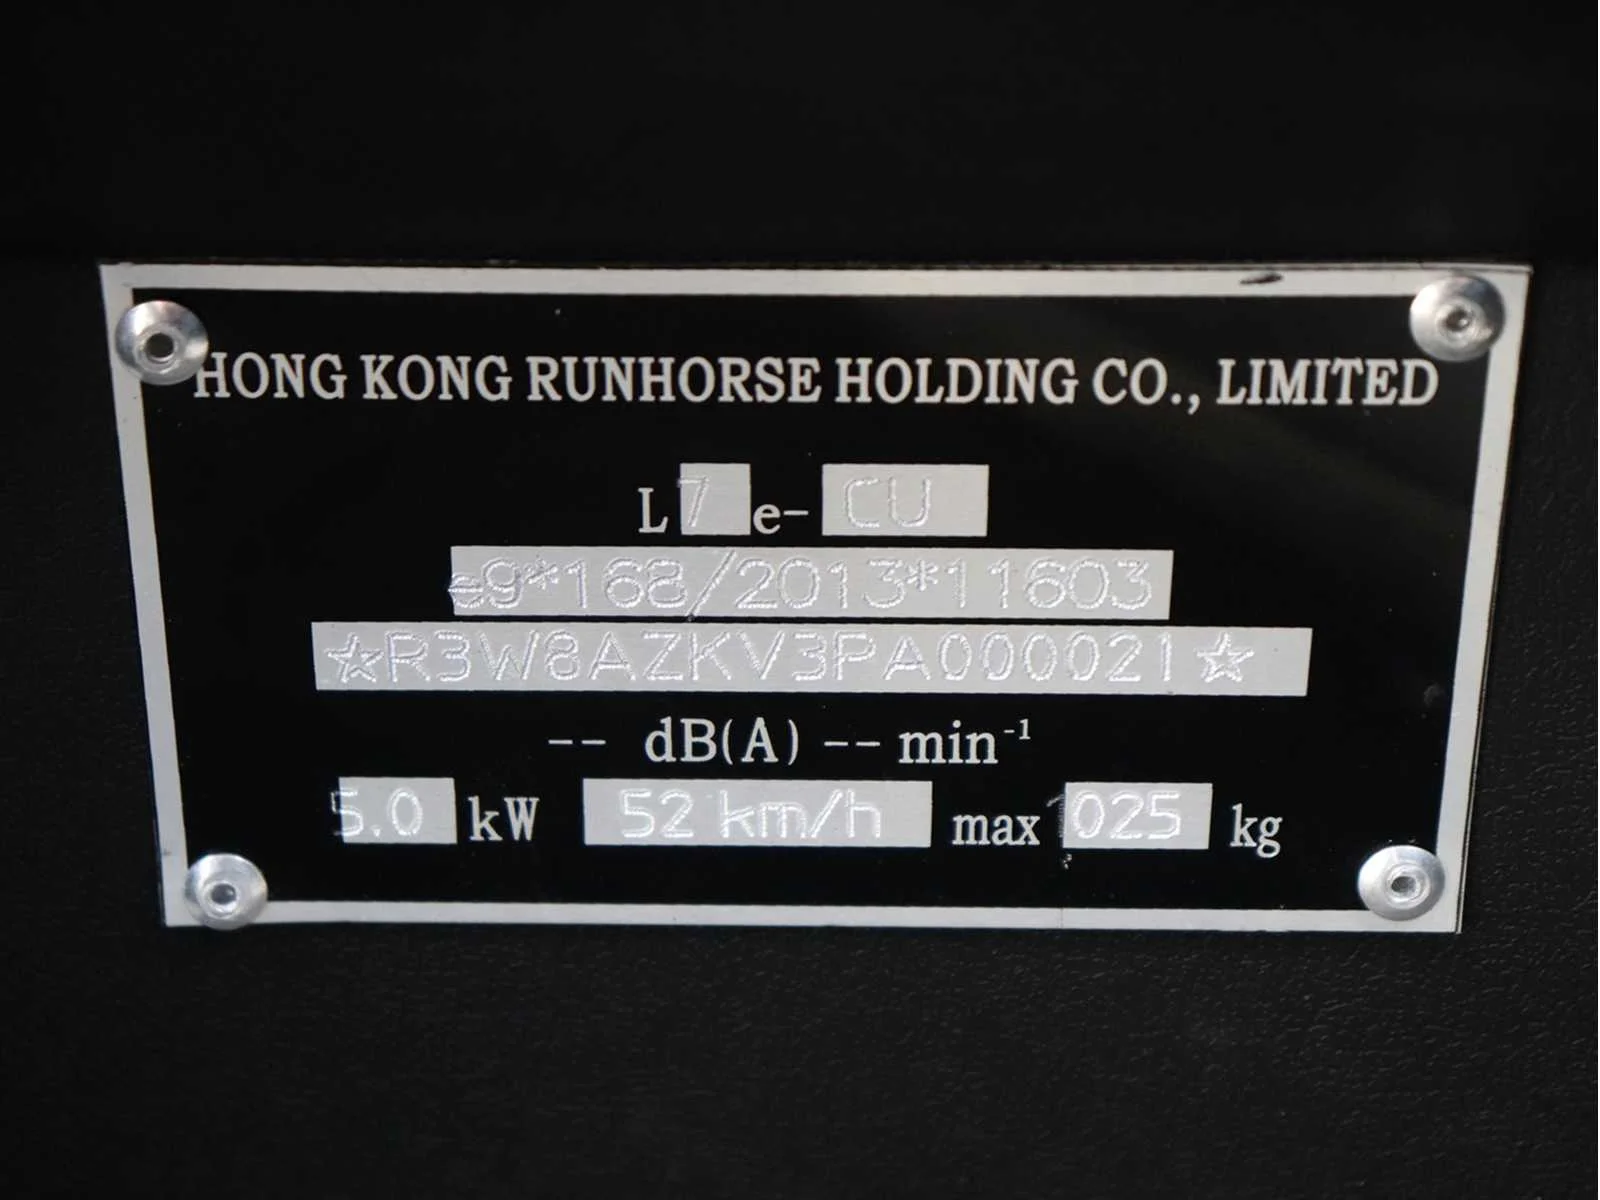 HONG KONG RUNHORSE HOLDING CO., LIMITED
L7e-CU
e9*168/2013*11603
☆R3W8AZKV3PA000021☆
-- dB(A) -- min⁻¹
5.0 kW 52 km/h max 1025 kg